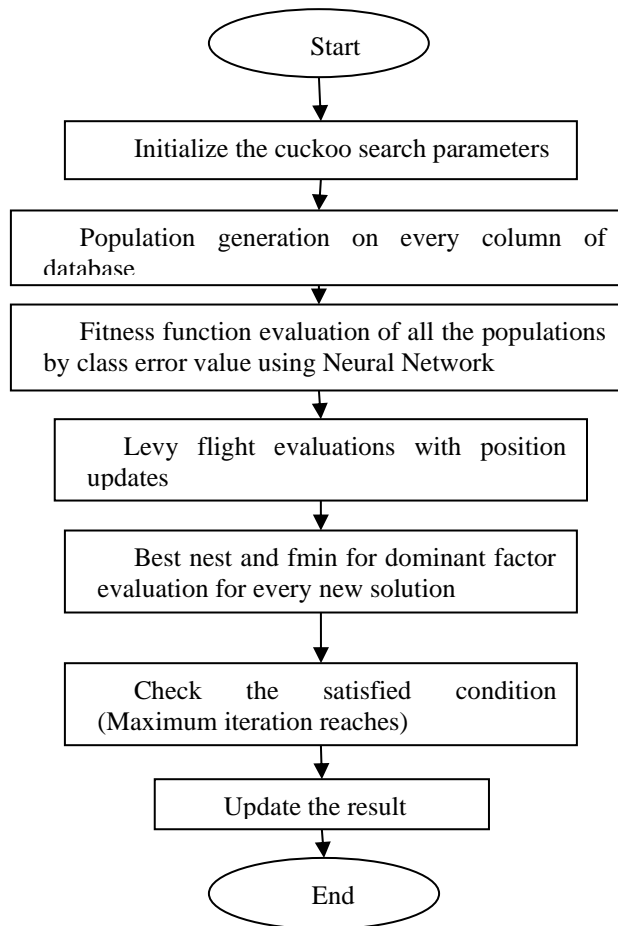 Start
Initialize the cuckoo search parameters
Population generation on every column of
database
Fitness function evaluation of all the populations
by class error value using Neural Network
Levy flight evaluations with position
updates
Best nest and fmin for dominant factor
evaluation for every new solution
Check the satisfied condition
(Maximum iteration reaches)
Update the result
End